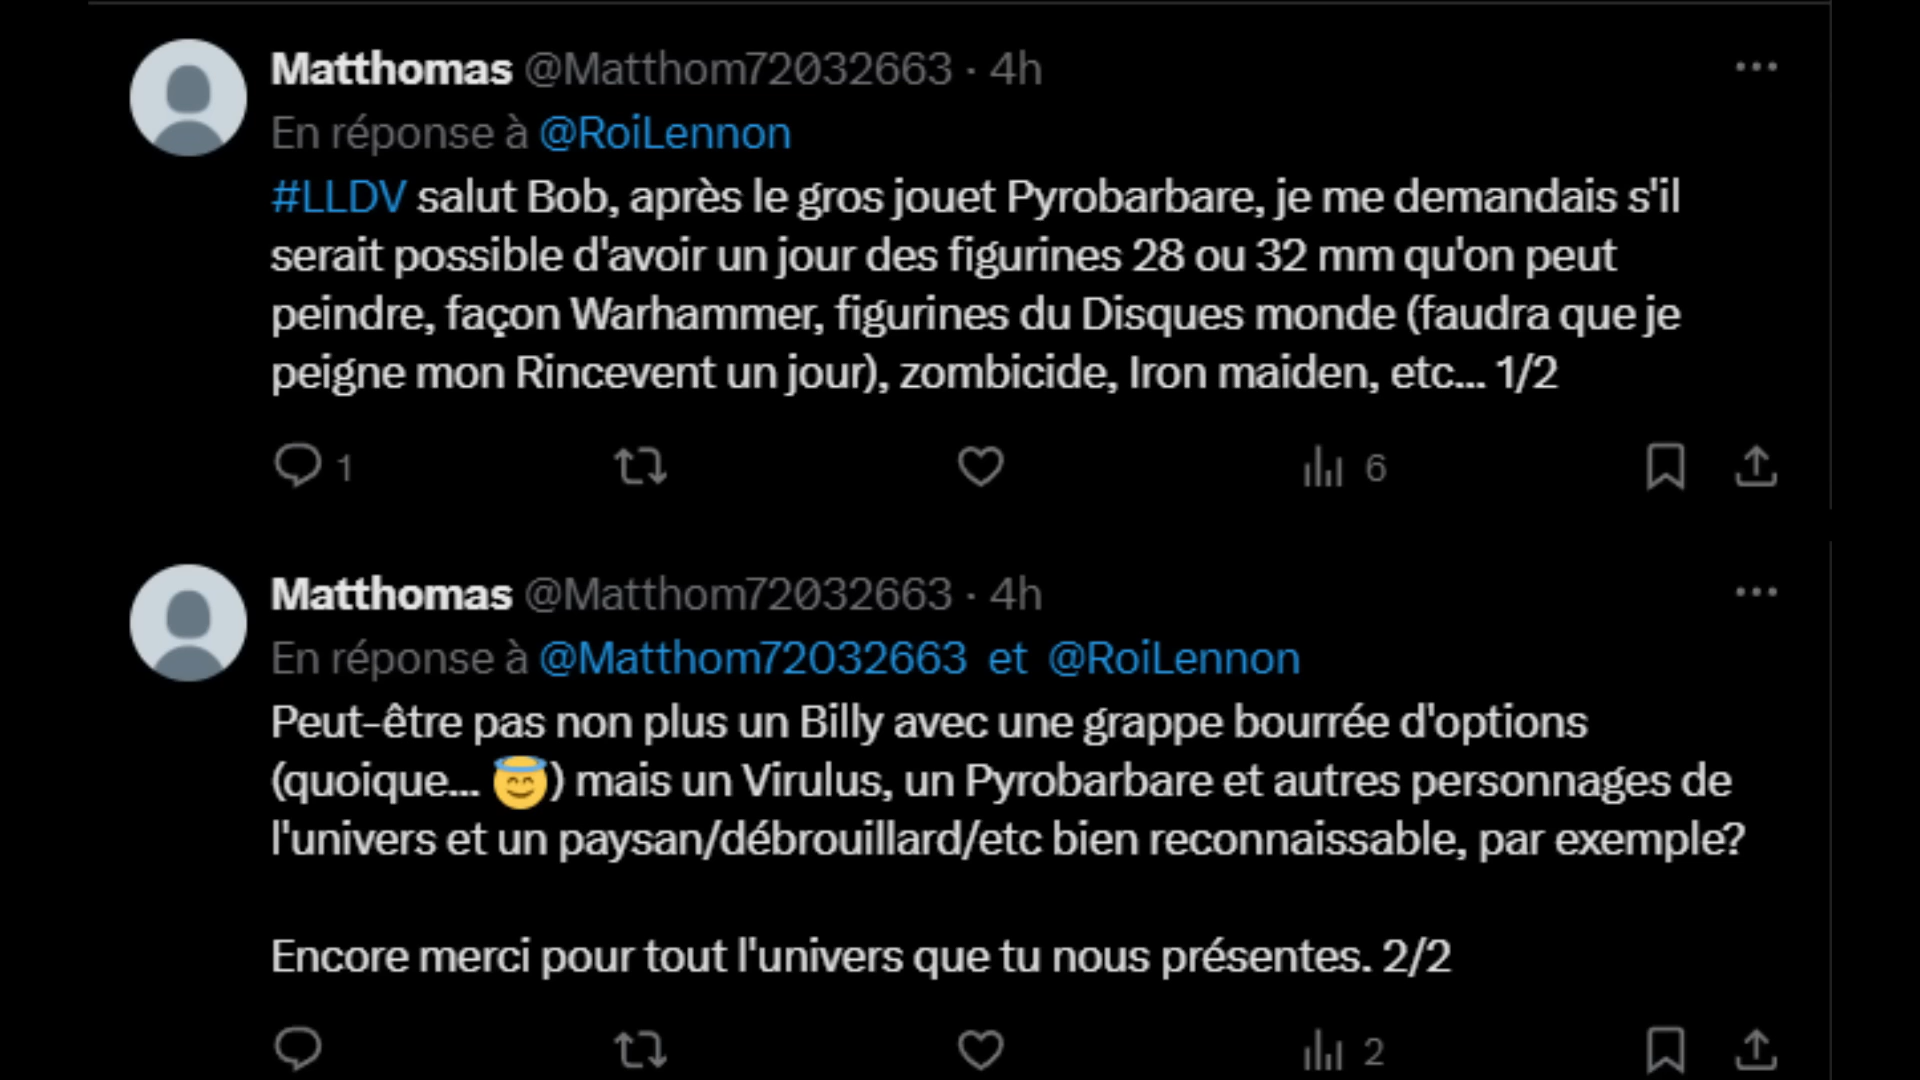 Matthomas @Matthom72032663 · 4h
En réponse à @RoiLennon
#LLDV salut Bob, après le gros jouet Pyrobarbare, je me demandais s'il
serait possible d'avoir un jour des figurines 28 ou 32 mm qu'on peut
peindre, façon Warhammer, figurines du Disques monde (faudra que je
peigne mon Rincevent un jour), zombicide, Iron maiden, etc... 1/2
1 6
Matthomas @Matthom72032663 · 4h
En réponse à @Matthom72032663 et @RoiLennon
Peut-être pas non plus un Billy avec une grappe bourrée d'options
(quoique... 😇) mais un Virulus, un Pyrobarbare et autres personnages de
l'univers et un paysan/débrouillard/etc bien reconnaissable, par exemple?
Encore merci pour tout l'univers que tu nous présentes. 2/2
2